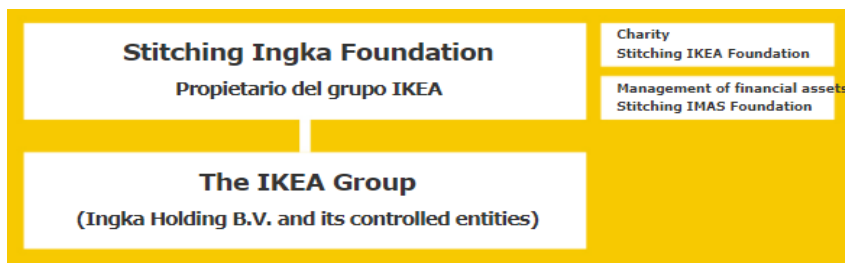 Stitching Ingka Foundation
Propietario del grupo IKEA
Charity
Stitching IKEA Foundation
Management of financial assets
Stitching IMAS Foundation
The IKEA Group
(Ingka Holding B.V. and its controlled entities)